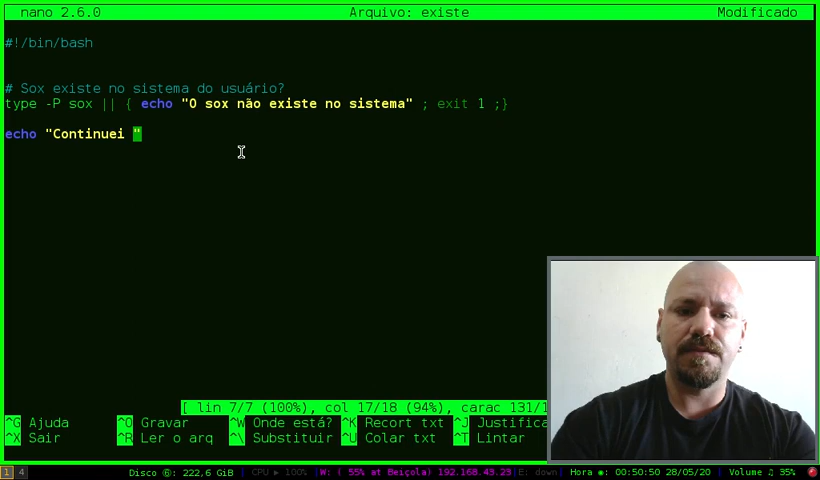 nano 2.6.0 Arquivo: existe Modificado
#!/bin/bash
# Sox existe no sistema do usuário?
type -P sox || { echo "O sox não existe no sistema" ; exit 1 ;}
echo "Continuei "
[ lin 7/7 (100%), col 17/18 (94%), carac 131/1
^G Ajuda ^O Gravar ^W Onde está? ^K Recort txt ^J Justifica
^X Sair ^R Ler o arq ^\ Substituir ^U Colar txt ^T Lintar
1 4 Disco ⑥: 222,6 GiB CPU ▶ 100% W: ( 55% at Beiçola) 192.168.43.23 E: down Hora ◉: 00:50:50 28/05/20 Volume ♫ 35%